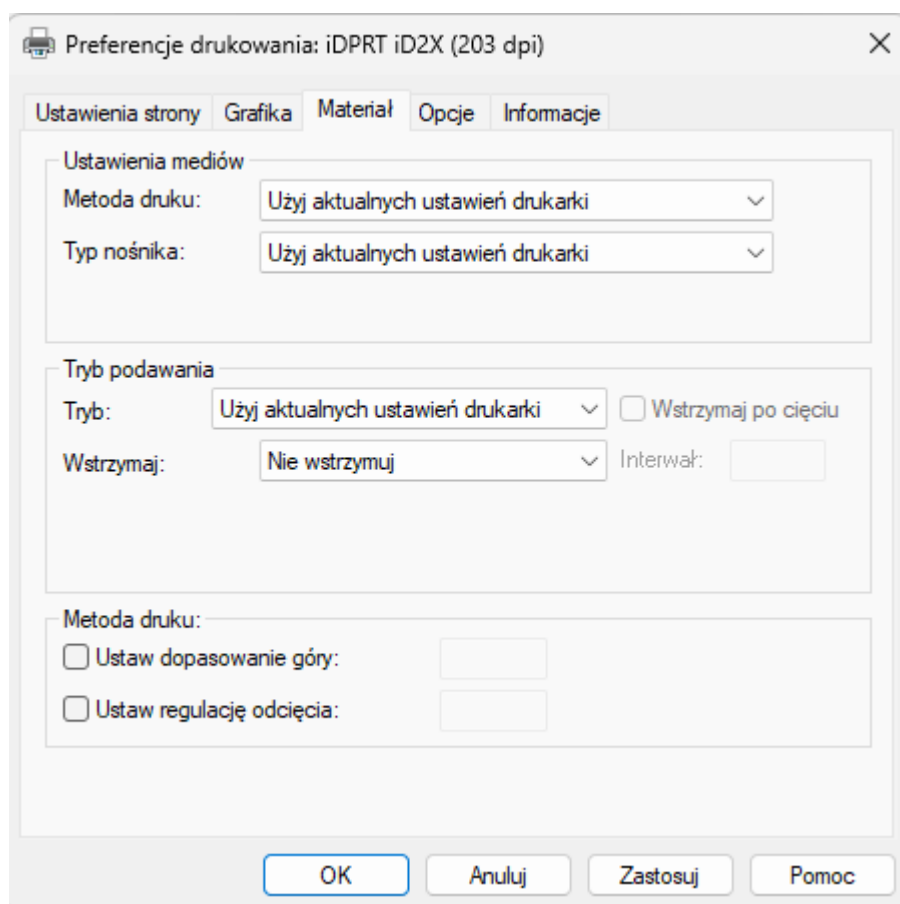 Preferencje drukowania: iDPRT iD2X (203 dpi)
Ustawienia strony Grafika Materiał Opcje Informacje
Ustawienia mediów
Metoda druku: Użyj aktualnych ustawień drukarki
Typ nośnika: Użyj aktualnych ustawień drukarki
Tryb podawania
Tryb: Użyj aktualnych ustawień drukarki Wstrzymaj po cięciu
Wstrzymaj: Nie wstrzymuj Interwał:
Metoda druku:
Ustaw dopasowanie góry:
Ustaw regulację odcięcia:
OK Anuluj Zastosuj Pomoc